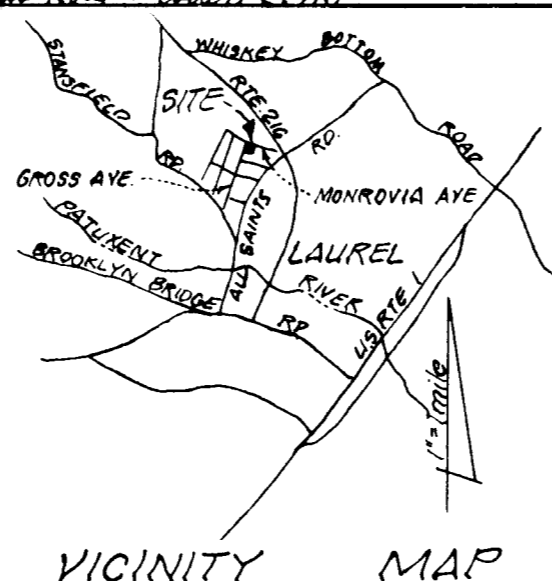 WHISKEY BOTTOM ROAD
STANSFIELD RD.
RTE. 216
SITE
RD.
GROSS AVE.
MONROVIA AVE
PATUXENT RIVER
ALL SAINTS
LAUREL
BROOKLYN BRIDGE RD.
U.S. RTE 1
1"=1mile
VICINITY MAP